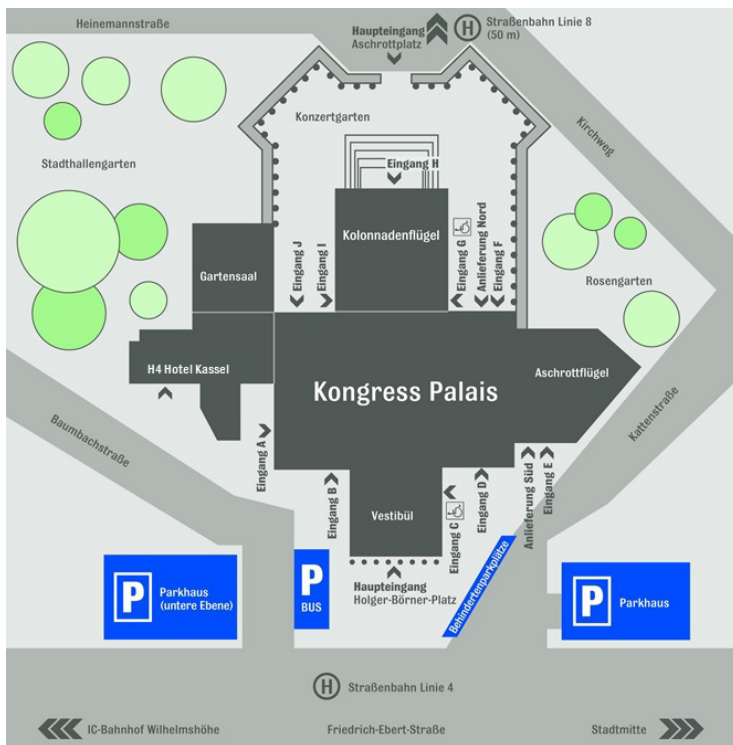 Heinemannstraße
Haupteingang
Aschrottplatz
H
Straßenbahn Linie 8
(50 m)
Konzertgarten
Kirchweg
Stadthallengarten
Eingang H
Kolonnadenflügel
Gartensaal
Eingang J
Eingang I
Eingang G
Anlieferung Nord
Eingang F
Rosengarten
H4 Hotel Kassel
Kongress Palais
Aschrottflügel
Baumbachstraße
Kattenstraße
Eingang A
Eingang B
Vestibül
Eingang C
Eingang D
Anlieferung Süd
Eingang E
P
Parkhaus
(untere Ebene)
P
BUS
Haupteingang
Holger-Börner-Platz
Behindertenparkplätze
P
Parkhaus
H
Straßenbahn Linie 4
IC-Bahnhof Wilhelmshöhe
Friedrich-Ebert-Straße
Stadtmitte